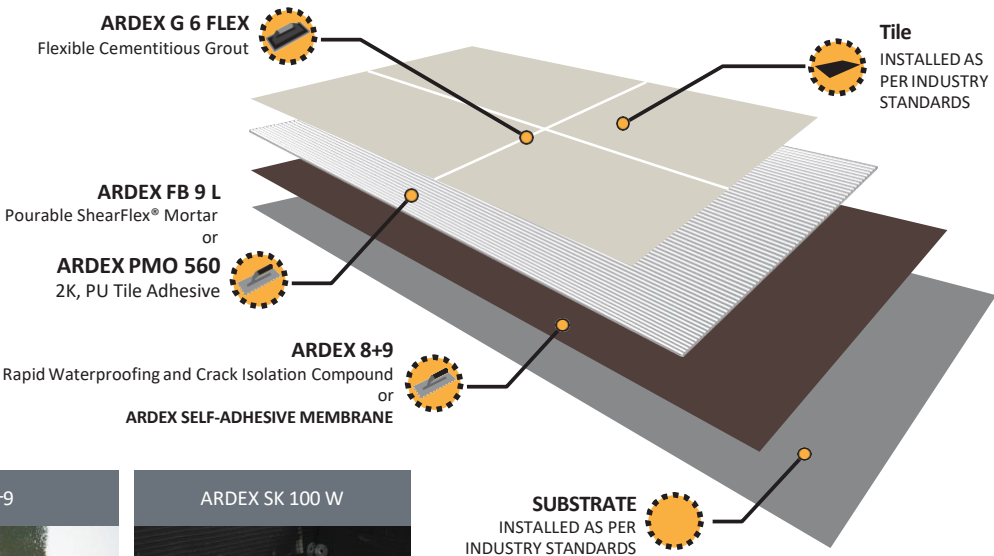 ARDEX G 6 FLEX
Flexible Cementitious Grout
Tile
INSTALLED AS
PER INDUSTRY
STANDARDS
ARDEX FB 9 L
Pourable ShearFlex® Mortar
or
ARDEX PMO 560
2K, PU Tile Adhesive
ARDEX 8+9
Rapid Waterproofing and Crack Isolation Compound
or
ARDEX SELF-ADHESIVE MEMBRANE
+9
ARDEX SK 100 W
SUBSTRATE
INSTALLED AS PER
INDUSTRY STANDARDS